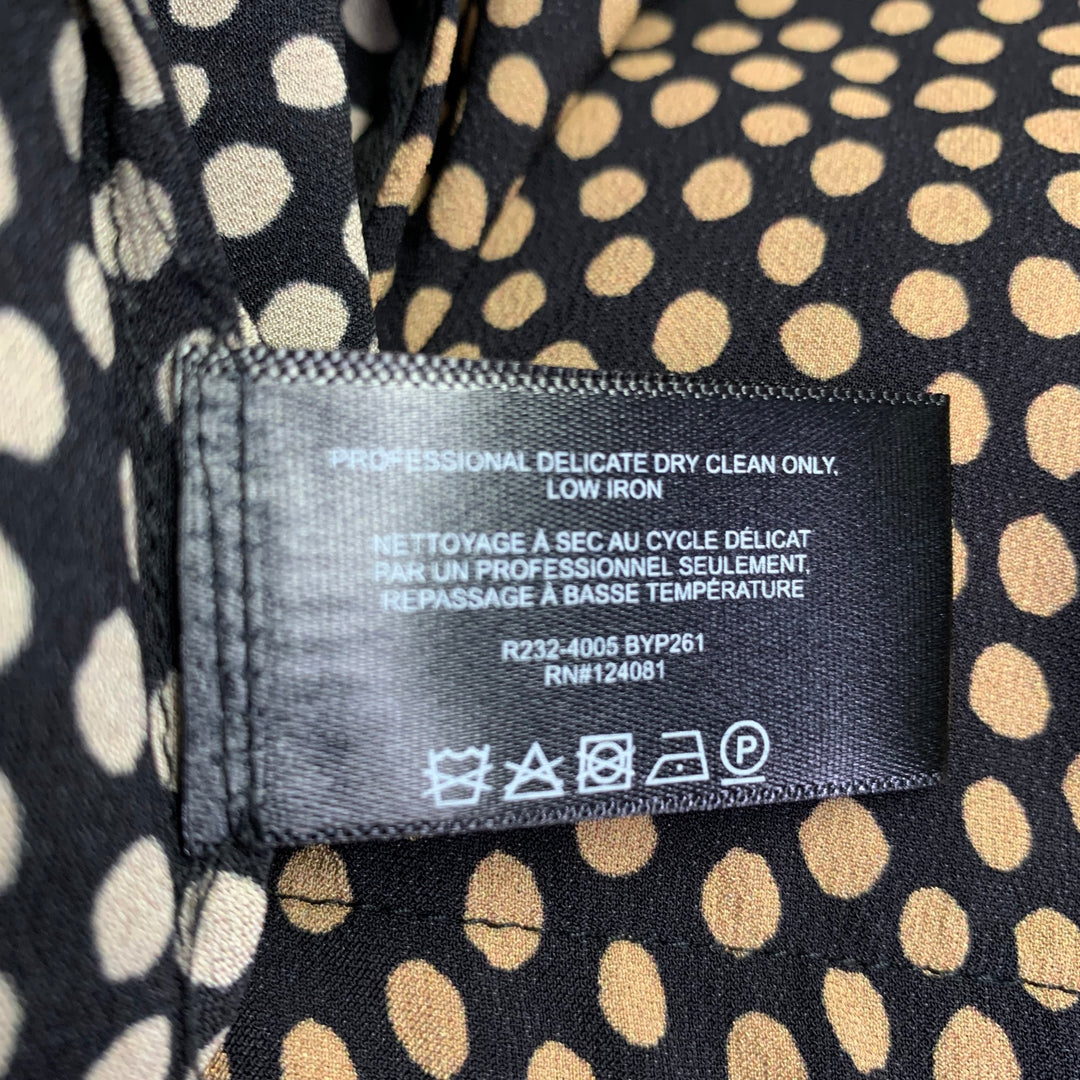 PROFESSIONAL DELICATE DRY CLEAN ONLY,
LOW IRON
NETTOYAGE À SEC AU CYCLE DÉLICAT
PAR UN PROFESSIONNEL SEULEMENT,
REPASSAGE À BASSE TEMPÉRATURE
R232-4005 BYP261
RN#124081
P